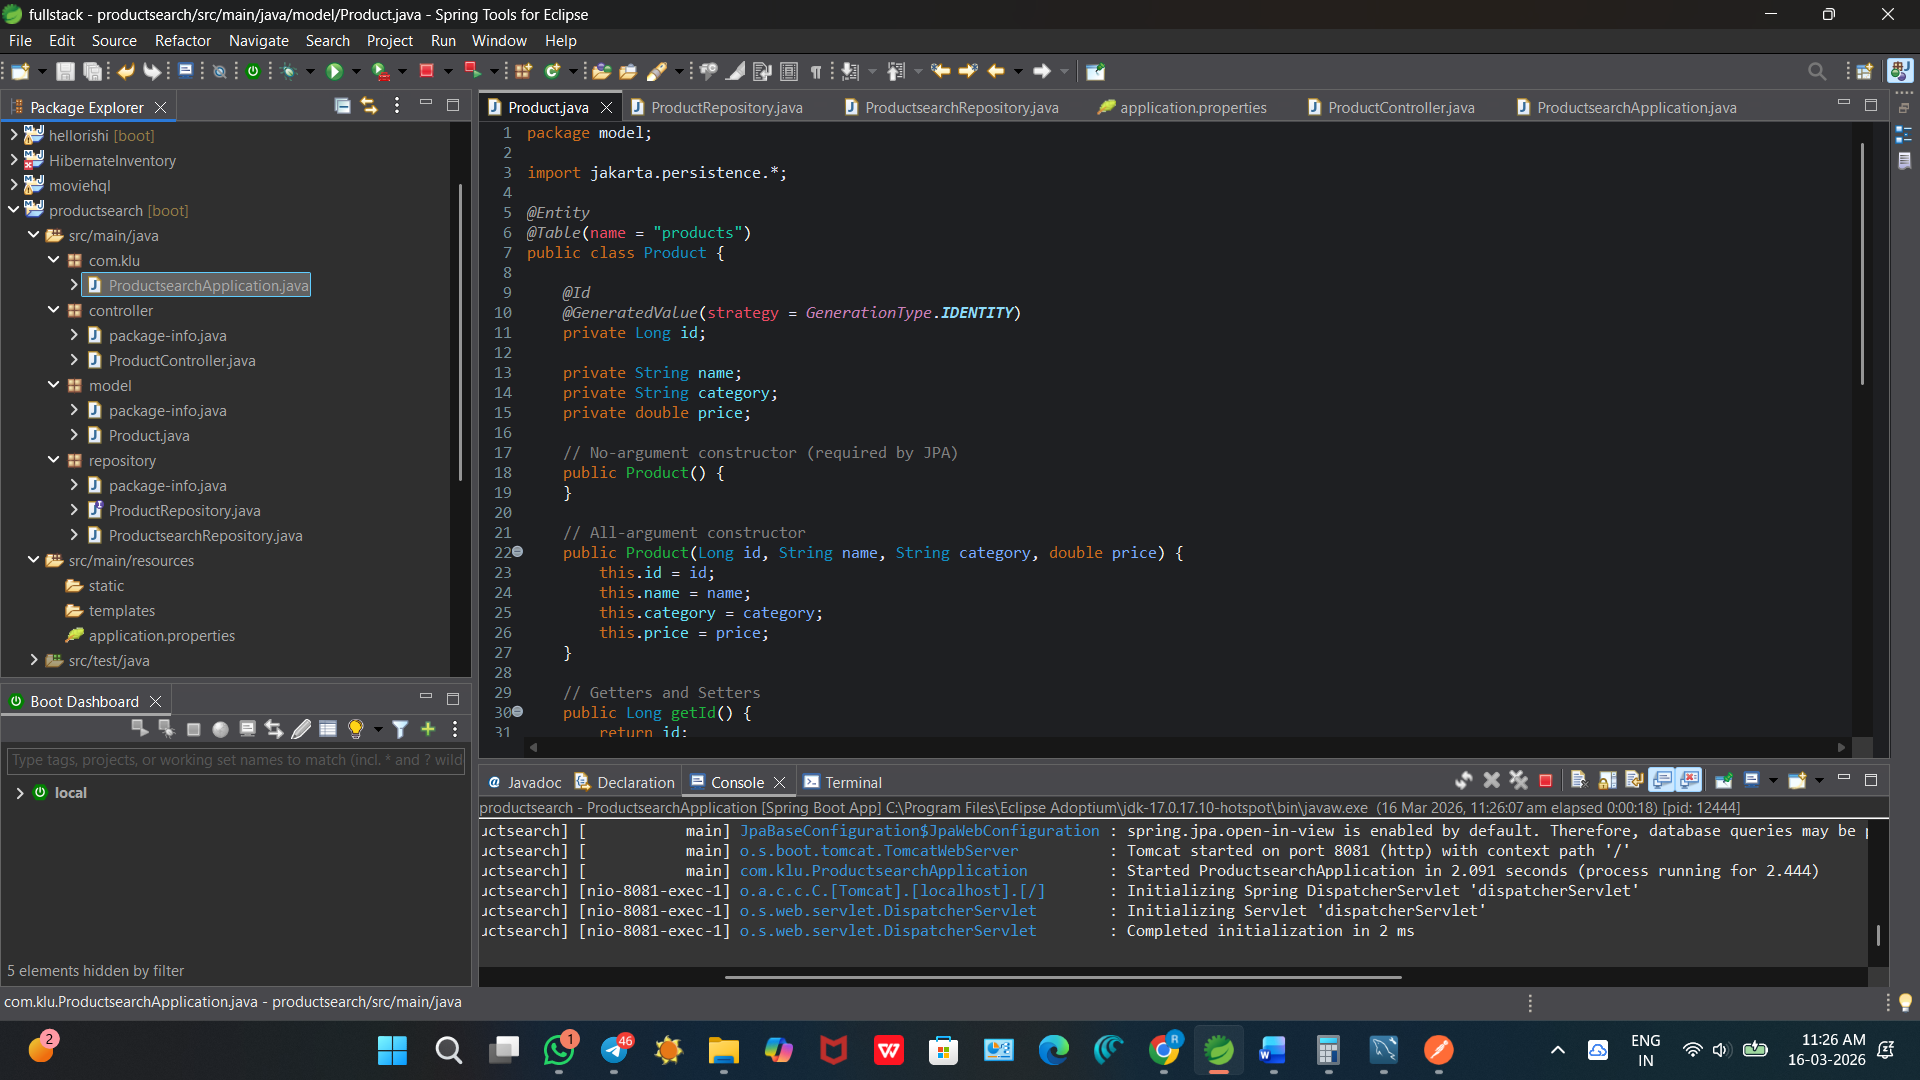 fullstack - productsearch/src/main/java/model/Product.java - Spring Tools for Eclipse
File Edit Source Refactor Navigate Search Project Run Window Help
Package Explorer
hellorishi [boot]
HibernateInventory
moviehql
productsearch [boot]
src/main/java
com.klu
ProductsearchApplication.java
controller
package-info.java
ProductController.java
model
package-info.java
Product.java
repository
package-info.java
ProductRepository.java
ProductsearchRepository.java
src/main/resources
static
templates
application.properties
src/test/java
Boot Dashboard
Type tags, projects, or working set names to match (incl. * and ? wild
local
5 elements hidden by filter
Product.java ProductRepository.java ProductsearchRepository.java application.properties ProductController.java ProductsearchApplication.java
1 package model;
2
3 import jakarta.persistence.*;
4
5 @Entity
6 @Table(name = "products")
7 public class Product {
8
9 @Id
10 @GeneratedValue(strategy = GenerationType.IDENTITY)
11 private Long id;
12
13 private String name;
14 private String category;
15 private double price;
16
17 // No-argument constructor (required by JPA)
18 public Product() {
19 }
20
21 // All-argument constructor
22 public Product(Long id, String name, String category, double price) {
23 this.id = id;
24 this.name = name;
25 this.category = category;
26 this.price = price;
27 }
28
29 // Getters and Setters
30 public Long getId() {
31 return id;
Javadoc Declaration Console Terminal
productsearch - ProductsearchApplication [Spring Boot App] C:\Program Files\Eclipse Adoptium\jdk-17.0.17.10-hotspot\bin\javaw.exe (16 Mar 2026, 11:26:07 am elapsed 0:00:18) [pid: 12444]
uctsearch] [ main] JpaBaseConfiguration$JpaWebConfiguration : spring.jpa.open-in-view is enabled by default. Therefore, database queries may be
uctsearch] [ main] o.s.boot.tomcat.TomcatWebServer : Tomcat started on port 8081 (http) with context path '/'
uctsearch] [ main] com.klu.ProductsearchApplication : Started ProductsearchApplication in 2.091 seconds (process running for 2.444)
uctsearch] [nio-8081-exec-1] o.a.c.c.C.[Tomcat].[localhost].[/] : Initializing Spring DispatcherServlet 'dispatcherServlet'
uctsearch] [nio-8081-exec-1] o.s.web.servlet.DispatcherServlet : Initializing Servlet 'dispatcherServlet'
uctsearch] [nio-8081-exec-1] o.s.web.servlet.DispatcherServlet : Completed initialization in 2 ms
com.klu.ProductsearchApplication.java - productsearch/src/main/java
2
1
46
R
ENG
IN
11:26 AM
16-03-2026